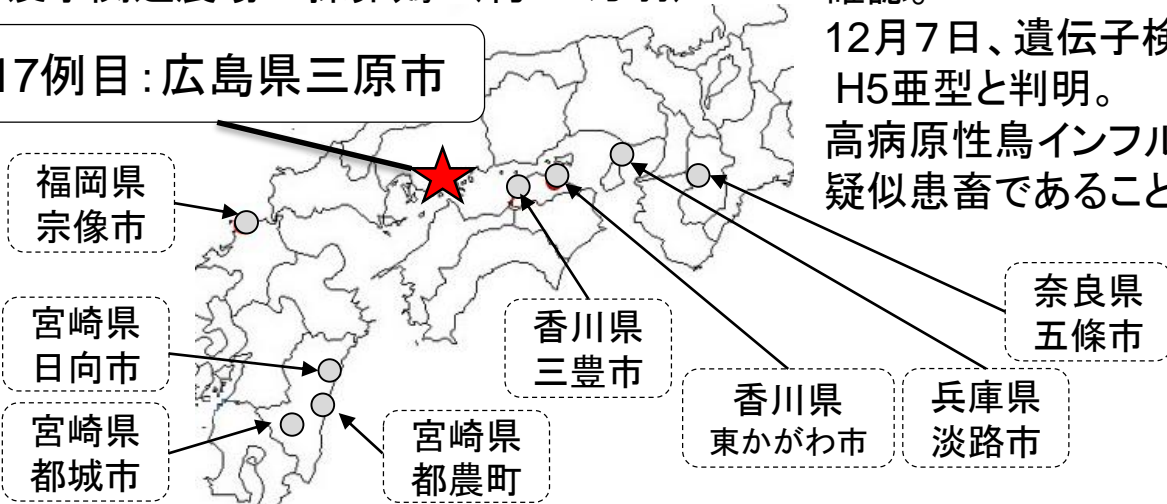 確認。
12月7日、遺伝子検
H5亜型と判明。
高病原性鳥インフル
疑似患畜であること
17例目：広島県三原市
福岡県
宗像市
宮崎県
日向市
宮崎県
都城市
宮崎県
都農町
香川県
三豊市
香川県
東かがわ市
兵庫県
淡路市
奈良県
五條市